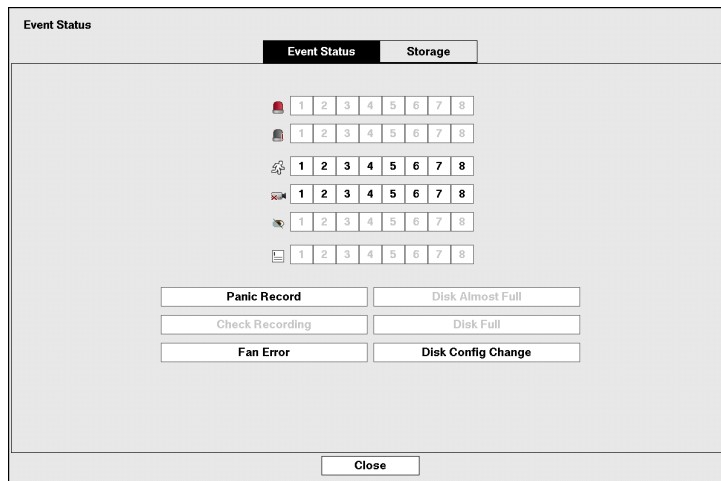 Event Status
Event Status Storage
1 2 3 4 5 6 7 8
1 2 3 4 5 6 7 8
1 2 3 4 5 6 7 8
1 2 3 4 5 6 7 8
1 2 3 4 5 6 7 8
1 2 3 4 5 6 7 8
Panic Record Disk Almost Full
Check Recording Disk Full
Fan Error Disk Config Change
Close